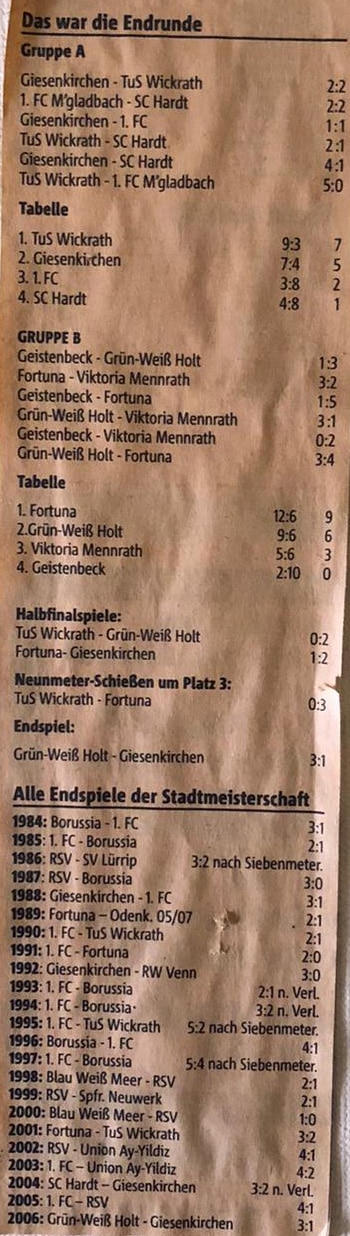 Das war die Endrunde
Gruppe A
Giesenkirchen - TuS Wickrath 2:2
1. FC M'gladbach - SC Hardt 2:2
Giesenkirchen - 1. FC 1:1
TuS Wickrath - SC Hardt 2:1
Giesenkirchen - SC Hardt 4:1
TuS Wickrath - 1. FC M'gladbach 5:0
Tabelle
1. TuS Wickrath 9:3 7
2. Giesenkirchen 7:4 5
3. 1. FC 3:8 2
4. SC Hardt 4:8 1
GRUPPE B
Geistenbeck - Grün-Weiß Holt 1:3
Fortuna - Viktoria Mennrath 3:2
Geistenbeck - Fortuna 1:5
Grün-Weiß Holt - Viktoria Mennrath 3:1
Geistenbeck - Viktoria Mennrath 0:2
Grün-Weiß Holt - Fortuna 3:4
Tabelle
1. Fortuna 12:6 9
2.Grün-Weiß Holt 9:6 6
3. Viktoria Mennrath 5:6 3
4. Geistenbeck 2:10 0
Halbfinalspiele:
TuS Wickrath - Grün-Weiß Holt 0:2
Fortuna- Giesenkirchen 1:2
Neunmeter-Schießen um Platz 3:
TuS Wickrath - Fortuna 0:3
Endspiel:
Grün-Weiß Holt - Giesenkirchen 3:1
Alle Endspiele der Stadtmeisterschaft
1984: Borussia - 1. FC 3:1
1985: 1. FC - Borussia 2:1
1986: RSV - SV Lürrip 3:2 nach Siebenmeter.
1987: RSV - Borussia 3:0
1988: Giesenkirchen - 1. FC 3:1
1989: Fortuna – Odenk. 05/07 2:1
1990: 1. FC - TuS Wickrath 2:1
1991: 1. FC - Fortuna 2:0
1992: Giesenkirchen - RW Venn 3:0
1993: 1. FC - Borussia 2:1 n. Verl.
1994: 1. FC - Borussia 3:2 n. Verl.
1995: 1. FC - TuS Wickrath 5:2 nach Siebenmeter.
1996: Borussia - 1. FC 4:1
1997: 1. FC - Borussia 5:4 nach Siebenmeter.
1998: Blau Weiß Meer - RSV 2:1
1999: RSV - Spfr. Neuwerk 2:1
2000: Blau Weiß Meer - RSV 1:0
2001: Fortuna - TuS Wickrath 3:2
2002: RSV - Union Ay-Yildiz 4:1
2003: 1. FC – Union Ay-Yildiz 4:2
2004: SC Hardt – Giesenkirchen 3:2 n. Verl.
2005: 1. FC – RSV 4:1
2006: Grün-Weiß Holt - Giesenkirchen 3:1